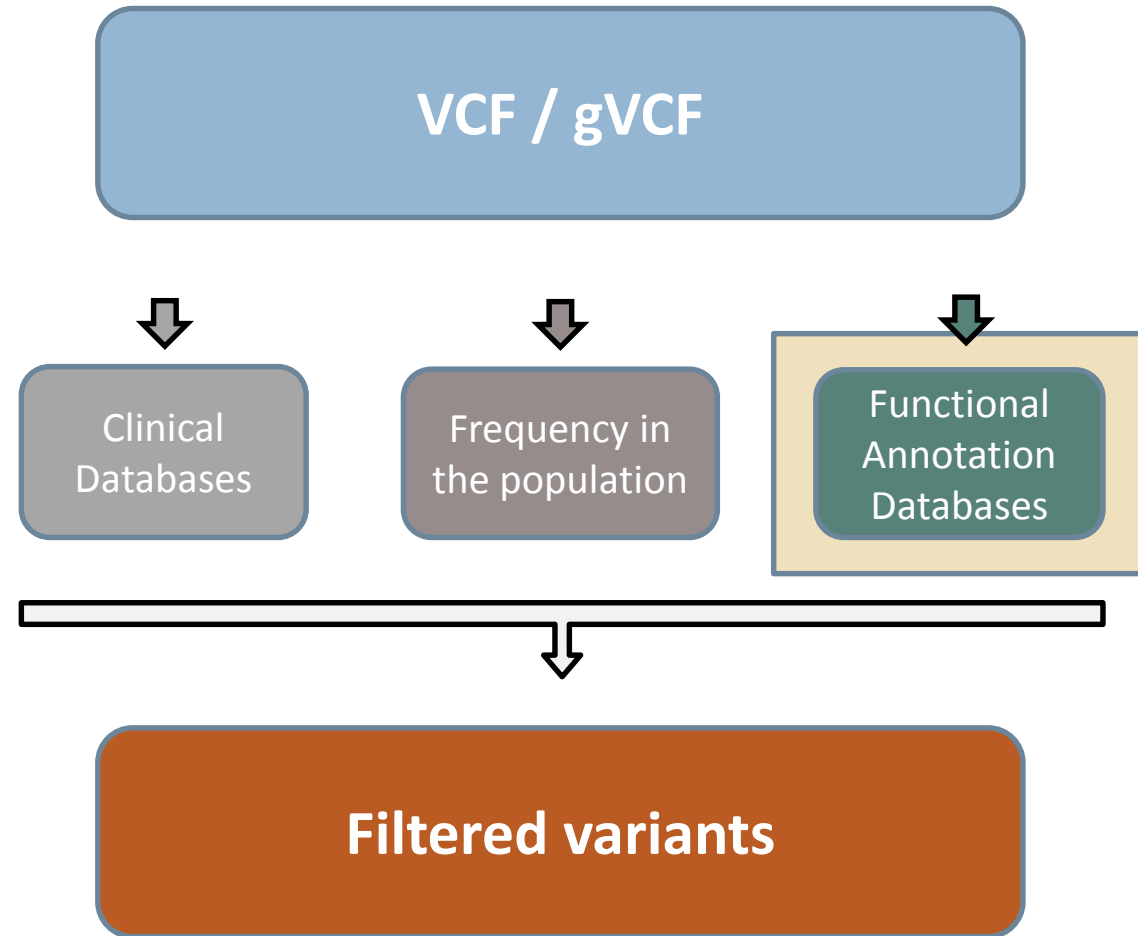 VCF / gVCF
Clinical
Databases
Frequency in
the population
Functional
Annotation
Databases
Filtered variants